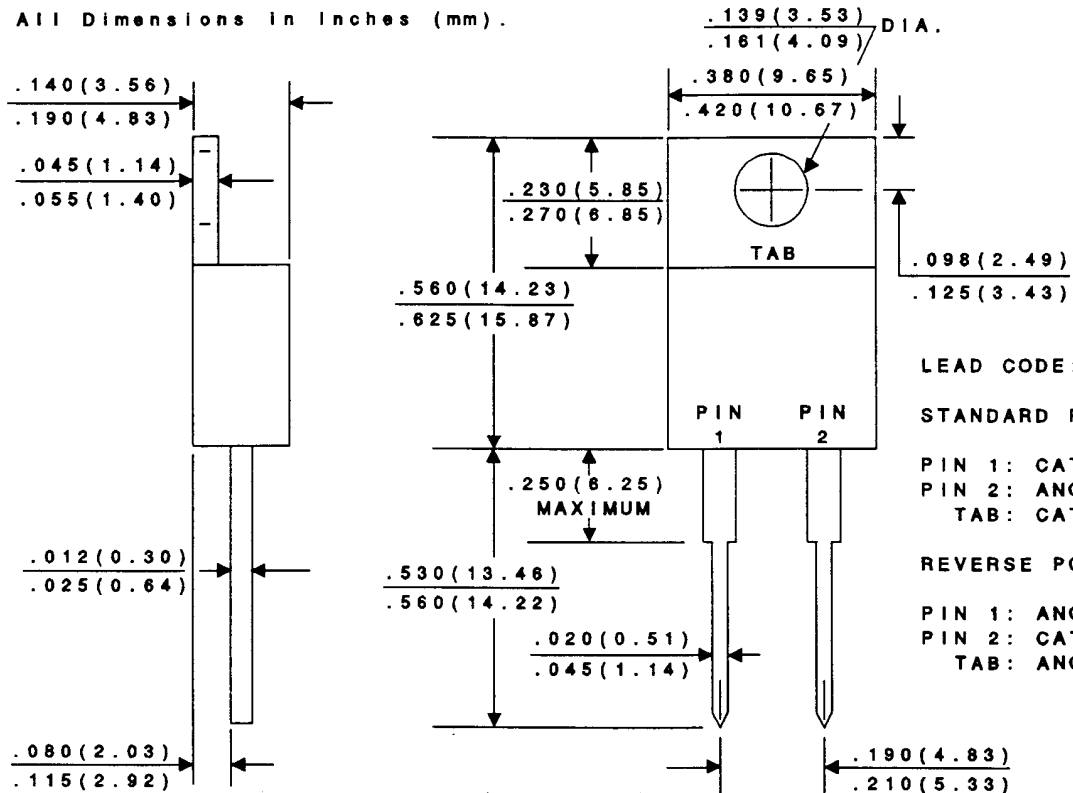 All Dimensions in Inches (mm).
.139(3.53)
.161(4.09)
DIA.
.140(3.56)
.190(4.83)
.380(9.65)
.420(10.67)
.045(1.14)
.055(1.40)
.230(5.85)
.270(6.85)
TAB
.098(2.49)
.125(3.43)
.560(14.23)
.625(15.87)
LEAD CODE:
STANDARD
PIN 1
PIN 2
PIN 1:
PIN 2:
TAB:
.250(6.25)
MAXIMUM
REVERSE
.012(0.30)
.025(0.64)
.530(13.46)
.560(14.22)
PIN 1:
PIN 2:
TAB:
.020(0.51)
.045(1.14)
.080(2.03)
.115(2.92)
.190(4.83)
.210(5.33)